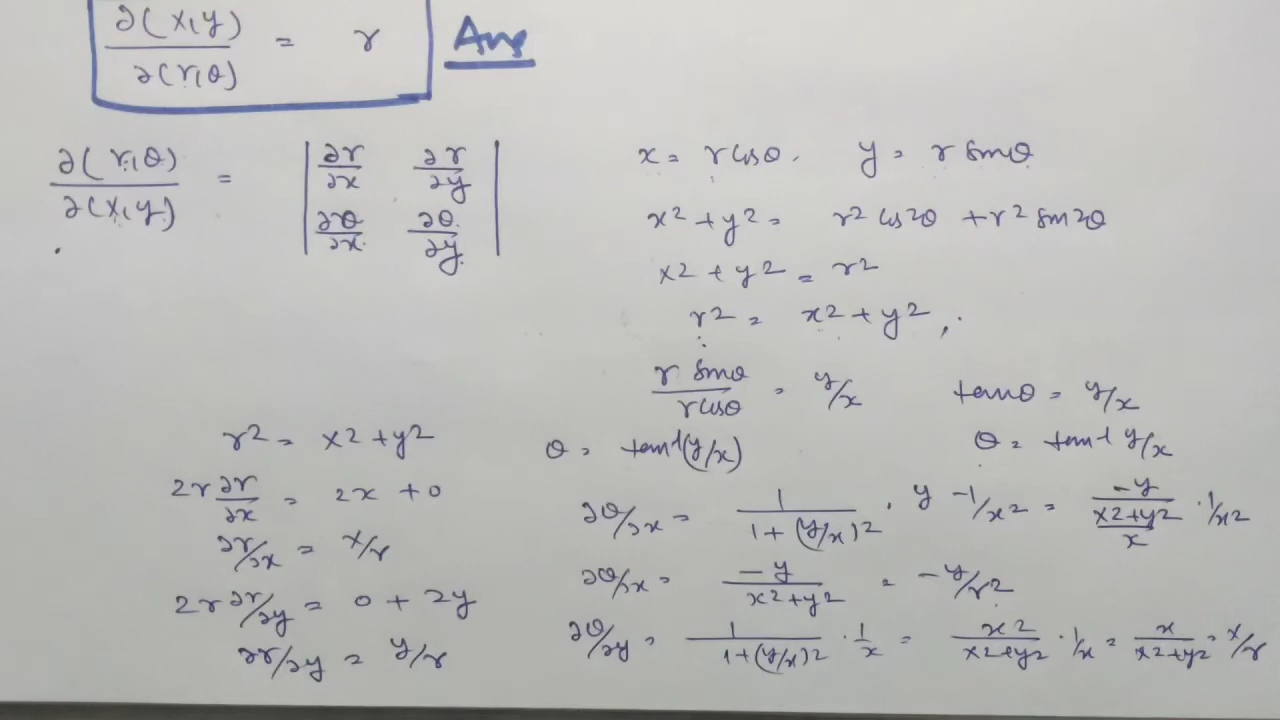 ∂(x,y)/∂(r,θ) = r Ans
∂(r,θ)/∂(x,y) = | ∂r/∂x ∂r/∂y |
| ∂θ/∂x ∂θ/∂y |
x = r cosθ, y = r sinθ
x2 + y2 = r2 cos2θ + r2 sin2θ
x2 + y2 = r2
r2 = x2 + y2,
r sinθ / r cosθ = y/x tanθ = y/x
θ = tan-1(y/x) θ = tan-1 y/x
r2 = x2 + y2
2r ∂r/∂x = 2x + 0
∂r/∂x = x/r
2r ∂r/∂y = 0 + 2y
∂r/∂y = y/r
∂θ/∂x = 1/(1+(y/x)2) · y -1/x2 = -y/((x2+y2)/x) · 1/x2
∂θ/∂x = -y/(x2+y2) = -y/r2
∂θ/∂y = 1/(1+(y/x)2) · 1/x = x2/(x2+y2) · 1/x = x/(x2+y2) = x/r